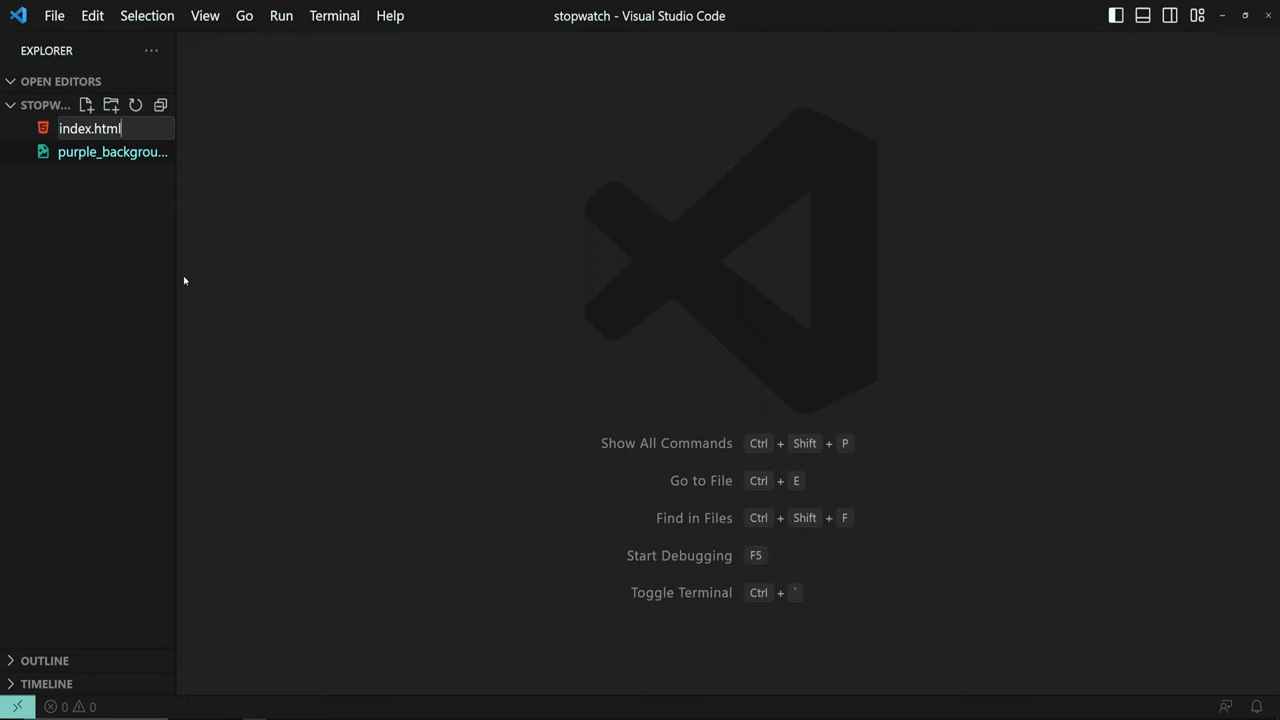 File Edit Selection View Go Run Terminal Help
stopwatch - Visual Studio Code
EXPLORER
OPEN EDITORS
STOPW...
index.html
purple_backgrou...
Show All Commands Ctrl + Shift + P
Go to File Ctrl + E
Find in Files Ctrl + Shift + F
Start Debugging F5
Toggle Terminal Ctrl + `
OUTLINE
TIMELINE
0 0